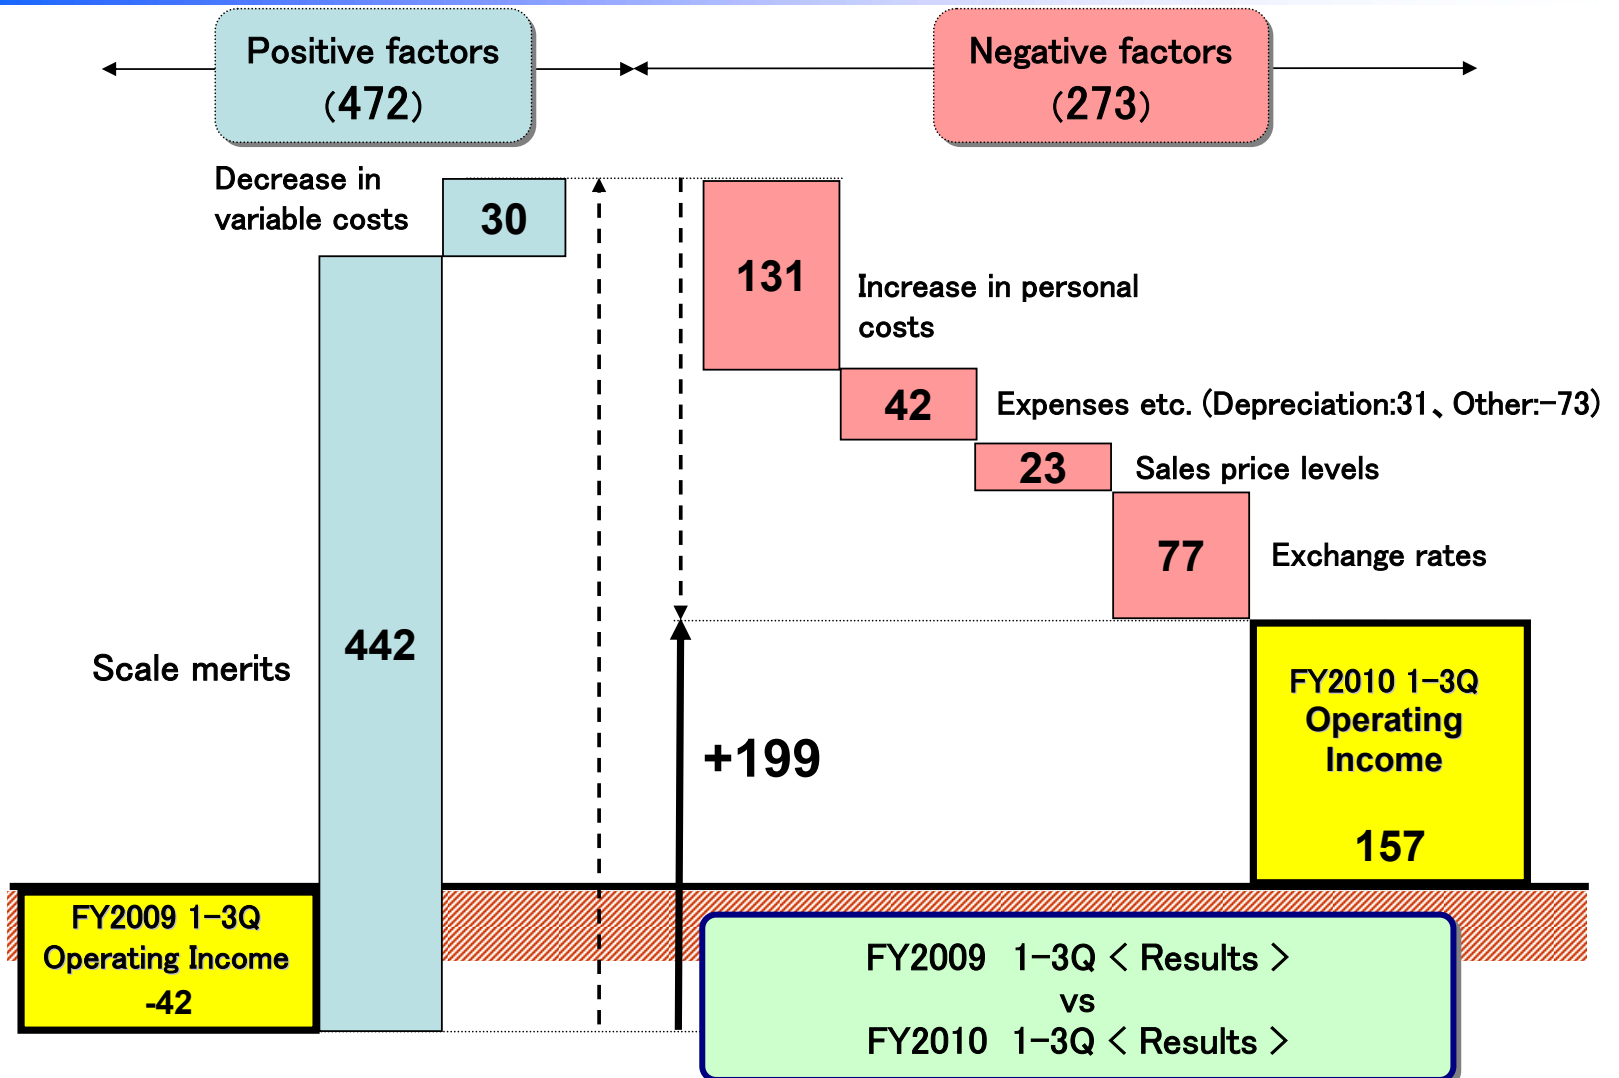 Positive factors
(472)
Negative factors
(273)
Decrease in
variable costs
30
131
Increase in personal
costs
42
Expenses etc. (Depreciation:31、Other:-73)
23
Sales price levels
77
Exchange rates
442
Scale merits
+199
FY2010 1-3Q
Operating
Income
157
FY2009 1-3Q
Operating Income
-42
FY2009 1-3Q < Results >
vs
FY2010 1-3Q < Results >